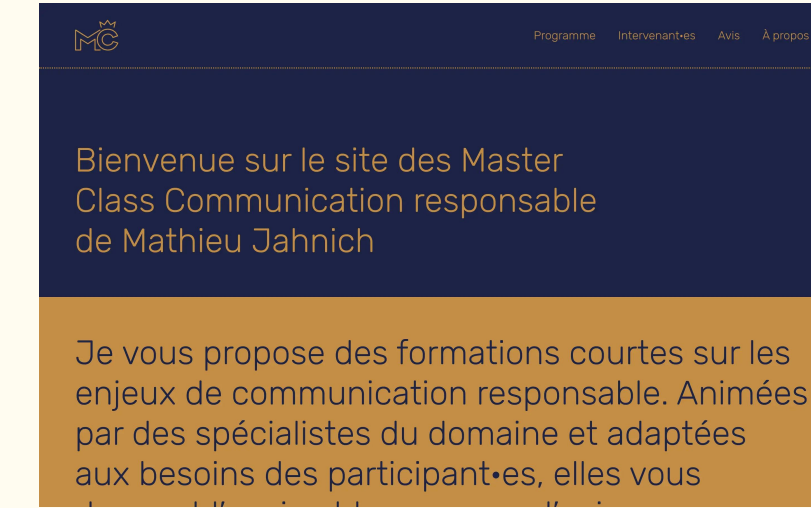 MC
Programme Intervenant•es Avis À propos
Bienvenue sur le site des Master
Class Communication responsable
de Mathieu Jahnich
Je vous propose des formations courtes sur les
enjeux de communication responsable. Animées
par des spécialistes du domaine et adaptées
aux besoins des participant•es, elles vous